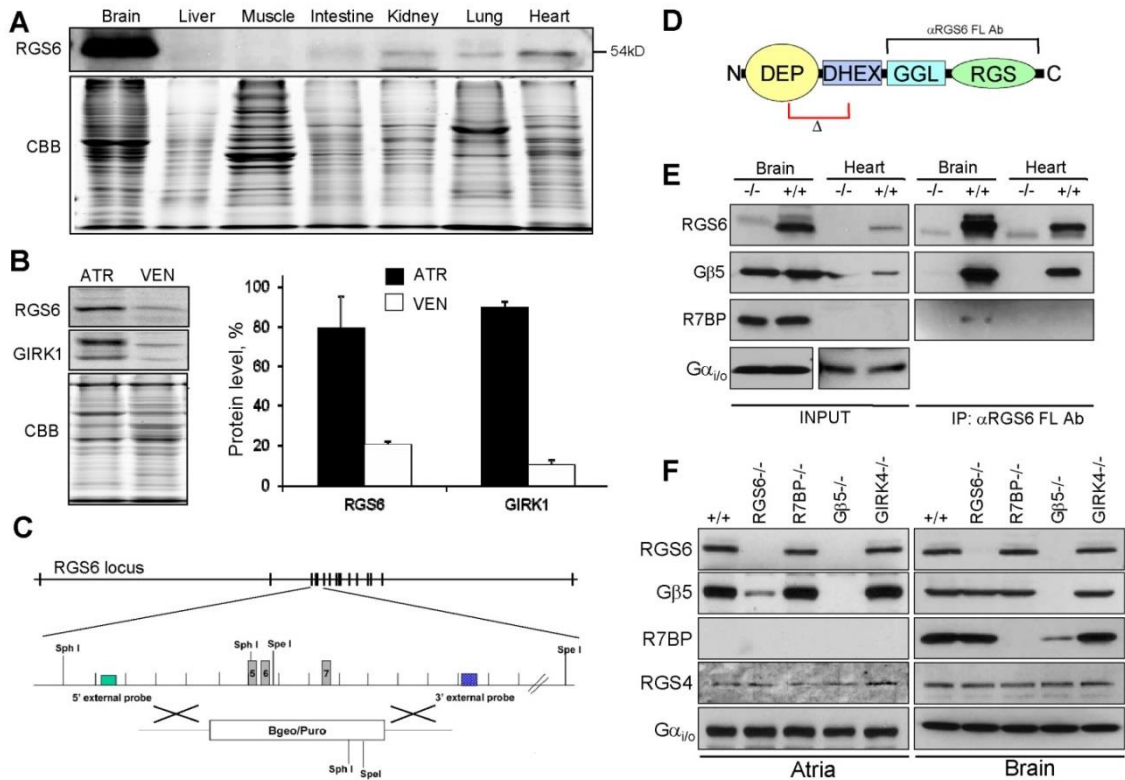 A
Brain Liver Muscle Intestine Kidney Lung Heart
RGS6
54kD
CBB
B
ATR VEN
RGS6
GIRK1
CBB
ATR
VEN
Protein level, %
100
80
60
40
20
0
RGS6 GIRK1
C
RGS6 locus
Sph I Sph I Spe I Spe I
5 6 7
5' external probe 3' external probe
Bgeo/Puro
Sph I SpeI
D
αRGS6 FL Ab
N DEP DHEX GGL RGS C
Δ
E
Brain Heart Brain Heart
-/- +/+ -/- +/+ -/- +/+ -/- +/+
RGS6
Gβ5
R7BP
Gαi/o
INPUT IP: αRGS6 FL Ab
F
+/+ RGS6-/- R7BP-/- Gβ5-/- GIRK4-/- +/+ RGS6-/- R7BP-/- Gβ5-/- GIRK4-/-
RGS6
Gβ5
R7BP
RGS4
Gαi/o
Atria Brain